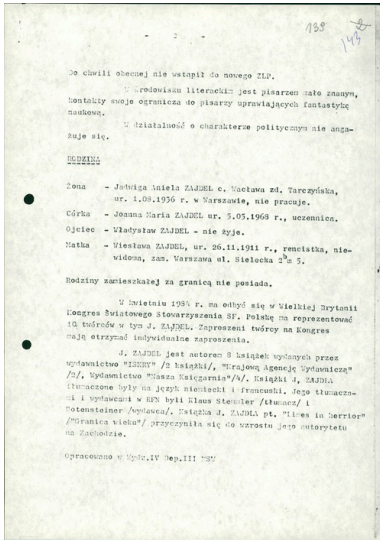 - 2 -
139
143
Do chwili obecnej nie wstąpił do nowego ZLP.
W środowisku literackim jest pisarzem mało znanym,
kontakty swoje ogranicza do pisarzy uprawiających fantastykę
naukową.
W działalność o charakterze politycznym nie anga-
żuje się.
RODZINA
Żona - Jadwiga Aniela ZAJDEL c. Wacława zd. Tarczyńska,
ur. 1.08.1936 r. w Warszawie, nie pracuje.
Córka - Joanna Maria ZAJDEL ur. 3.03.1968 r., uczennica.
Ojciec - Władysław ZAJDEL - nie żyje.
Matka - Wiesława ZAJDEL, ur. 26.11.1911 r., rencistka, nie-
widoma, zam. Warszawa ul. Sielecka
Rodziny zamieszkałej za granicą nie posiada.
W kwietniu 1984 r. ma odbyć się w Wielkiej Brytanii
Kongres Światowego Stowarzyszenia SF. Polskę ma reprezentować
10 twórców w tym J. ZAJDEL. Zaproszeni twórcy na Kongres
mają otrzymać indywidualne zaproszenia.
J. ZAJDEL jest autorem 8 książek wydanych przez
wydawnictwo "ISKRY" /2 książki/, "Krajową Agencję Wydawniczą"
/2/, Wydawnictwo "Nasza Księgarnia"/4/. Książki J. ZAJDLA
tłumaczone były na język niemiecki i francuski. Jego tłumacza-
mi i wydawcami w RFN byli Klaus Stemmler /tłumacz/ i
Rotensteiner /wydawca/. Książka J. ZAJDLA pt. "Limes in herrior"
/"Granica wieku"/ przyczyniła się do wzrostu jego autorytetu
na Zachodzie.
Opracowano w Wydz.IV Dep.III MSW